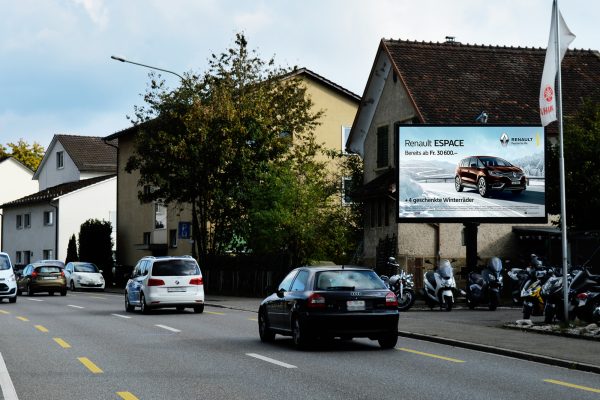 Renault ESPACE
Bereits ab Fr. 30 600.–
RENAULT
+ 4 geschenkte Winterräder